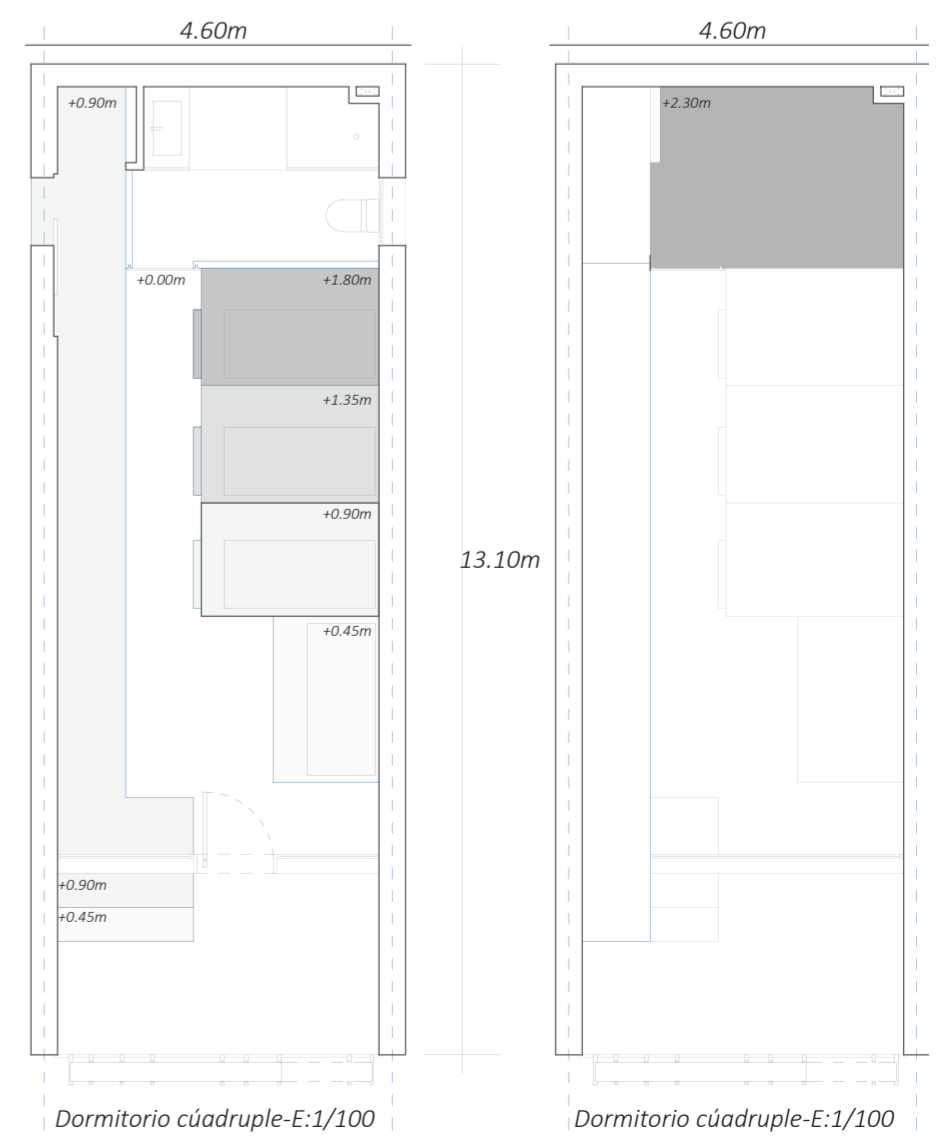 4.60m
4.60m
+0.90m
+2.30m
+0.00m
+1.80m
+1.35m
+0.90m
13.10m
+0.45m
+0.90m
+0.45m
Dormitorio cúadruple-E:1/100
Dormitorio cúadruple-E:1/100